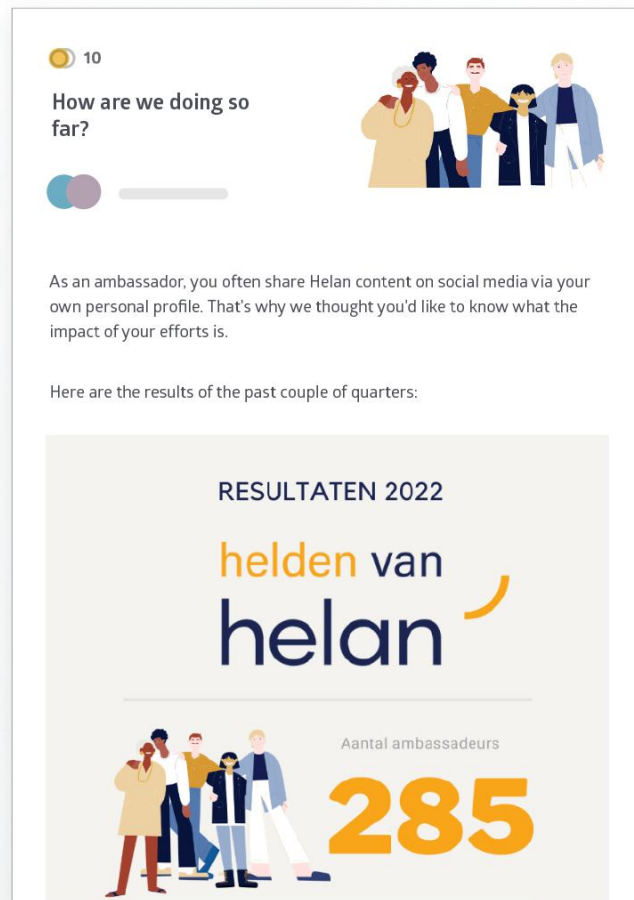 10
How are we doing so
far?
As an ambassador, you often share Helan content on social media via your
own personal profile. That's why we thought you'd like to know what the
impact of your efforts is.
Here are the results of the past couple of quarters:
RESULTATEN 2022
helden van
helan
Aantal ambassadeurs
285